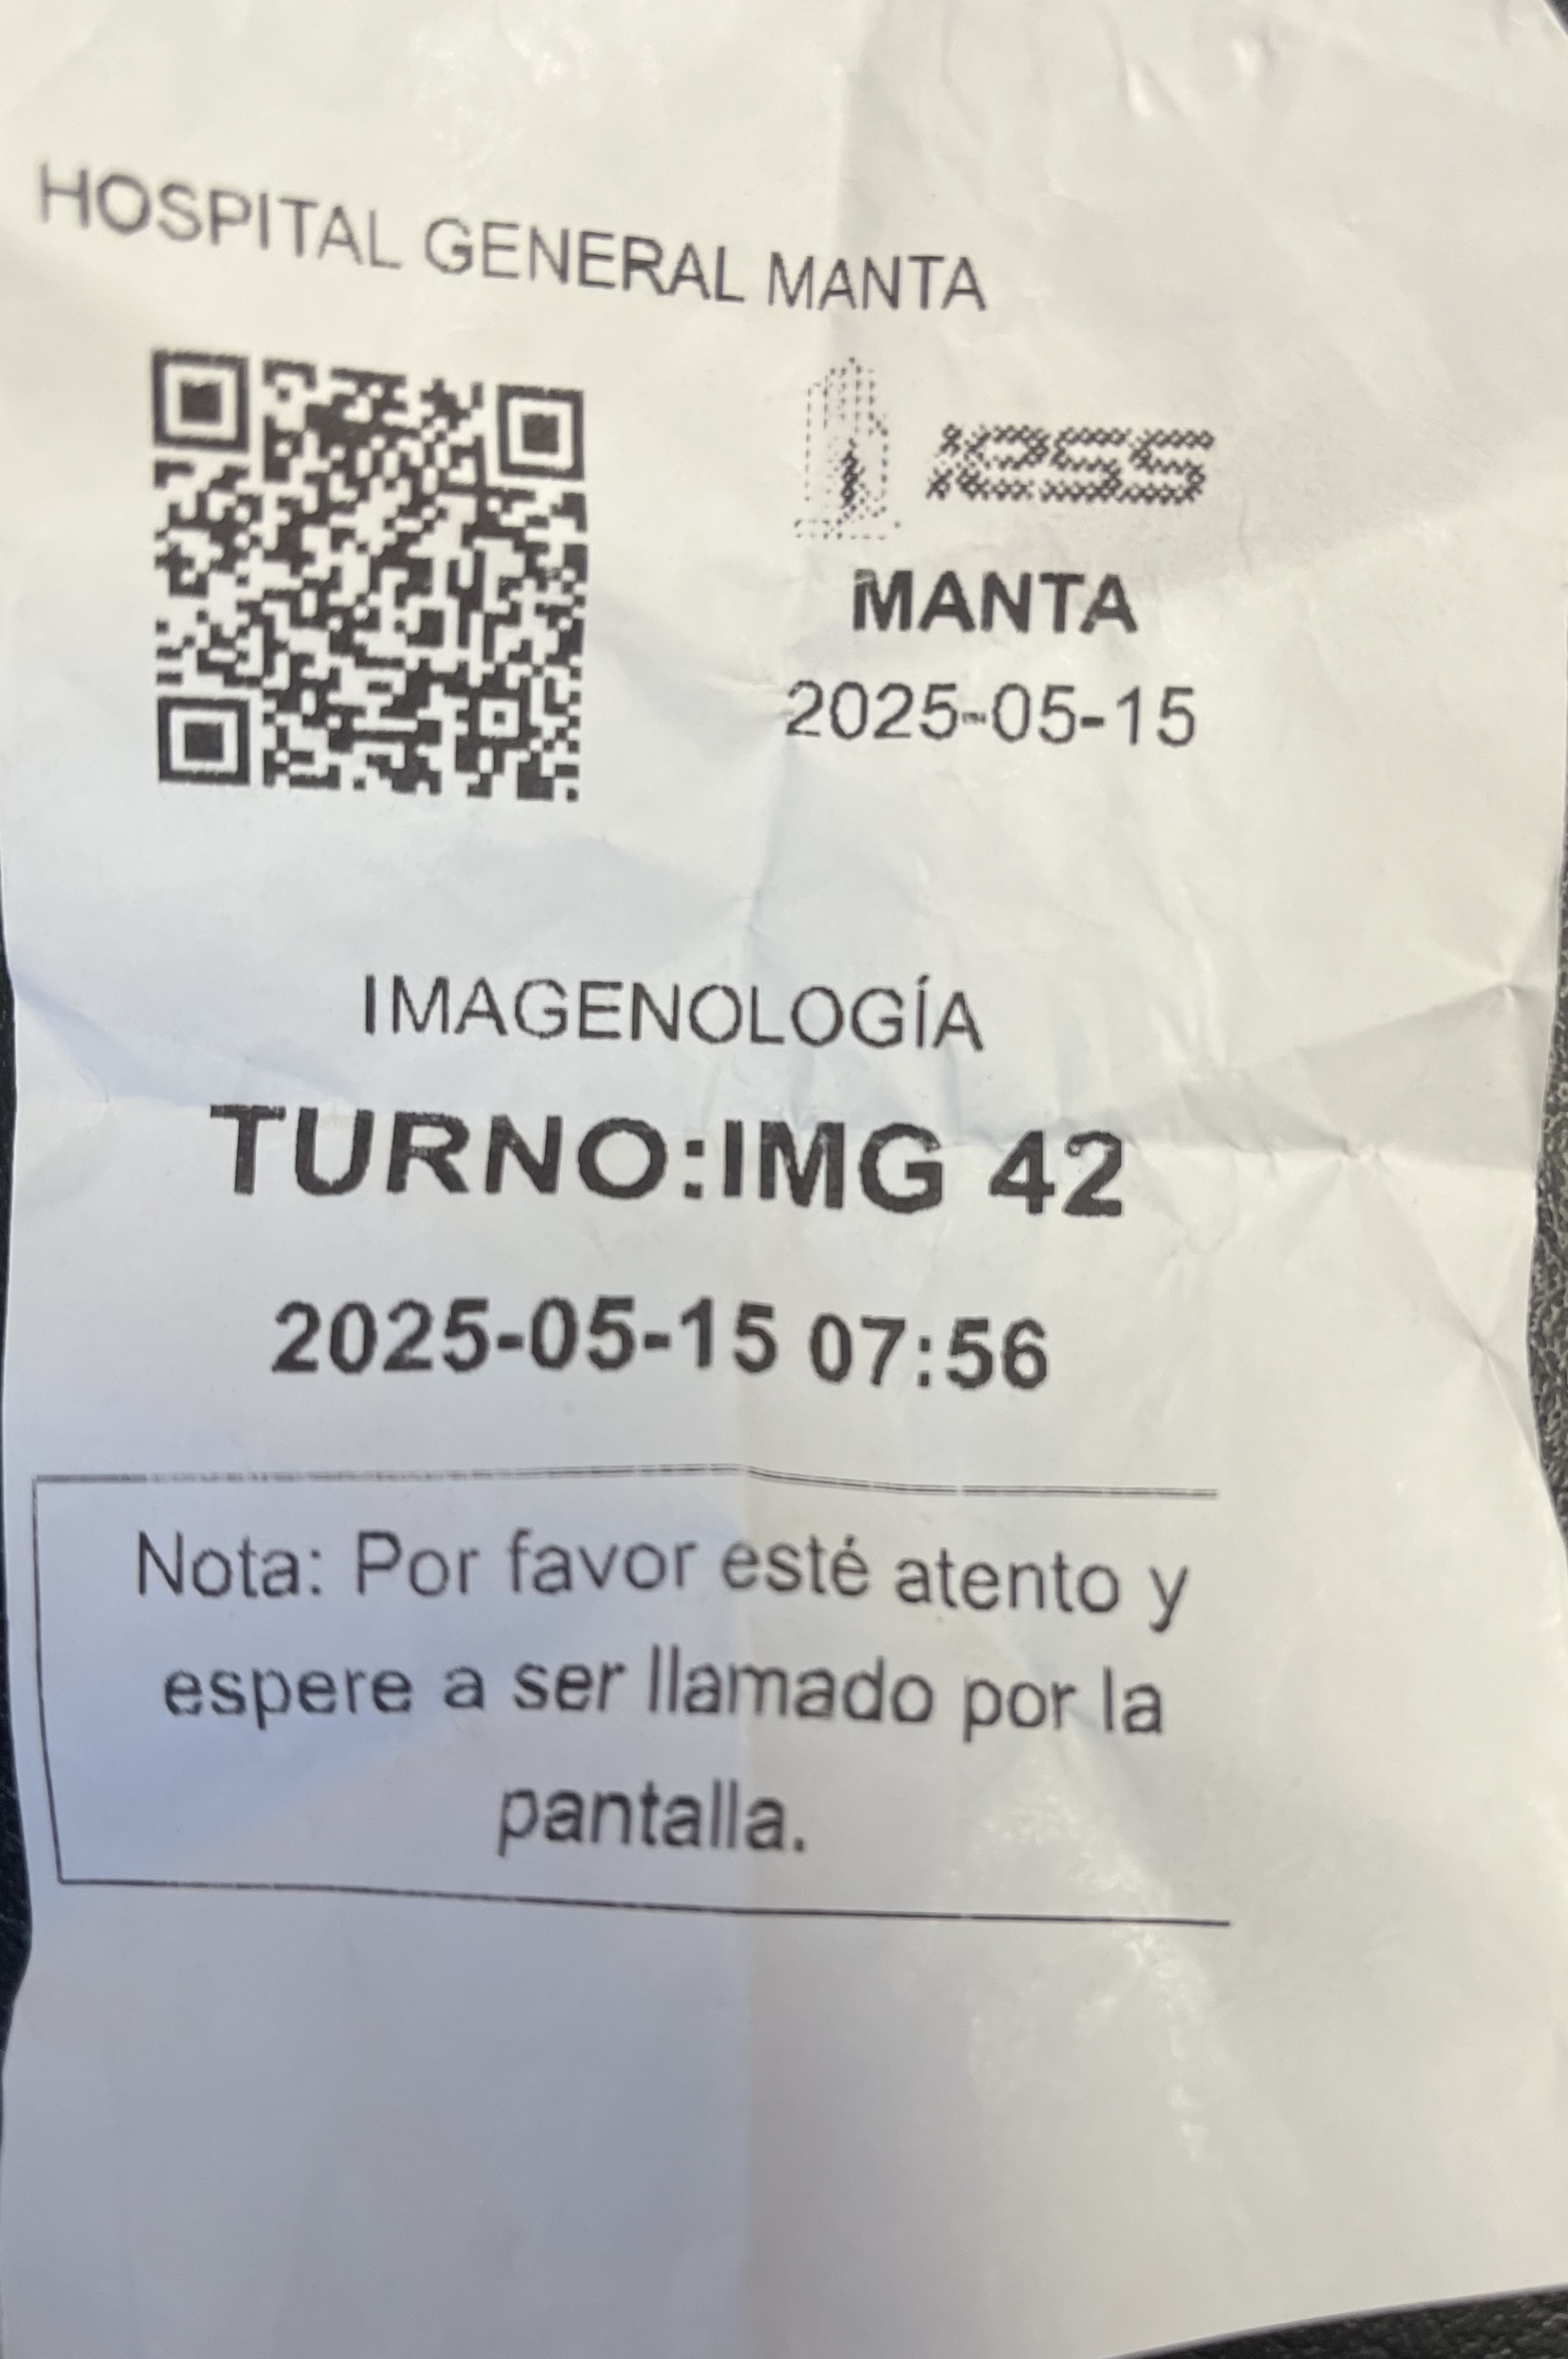 HOSPITAL GENERAL MANTA
IESS
MANTA
2025-05-15
IMAGENOLOGÍA
TURNO:IMG 42
2025-05-15 07:56
Nota: Por favor esté atento y
espere a ser llamado por la
pantalla.